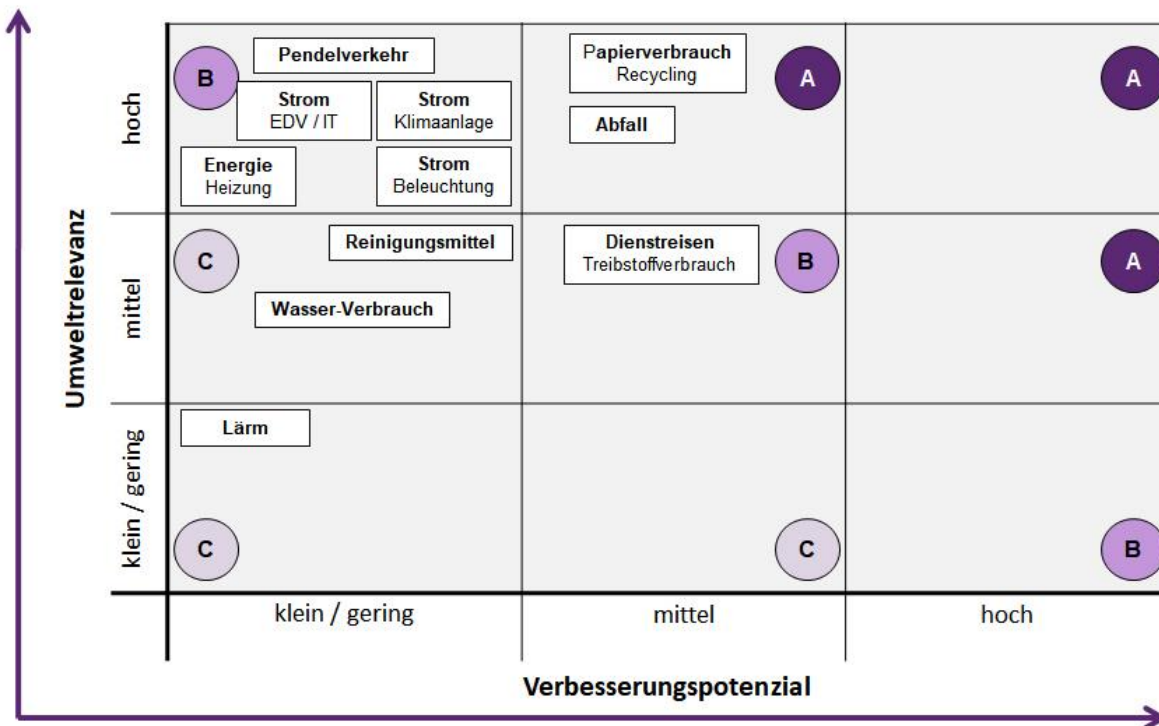 Umweltrelevanz
hoch
B
Pendelverkehr
Strom
EDV / IT
Strom
Klimaanlage
Energie
Heizung
Strom
Beleuchtung
Papierverbrauch
Recycling
Abfall
A
A
mittel
C
Reinigungsmittel
Wasser-Verbrauch
Dienstreisen
Treibstoffverbrauch
B
A
klein / gering
Lärm
C
C
B
klein / gering
mittel
hoch
Verbesserungspotenzial